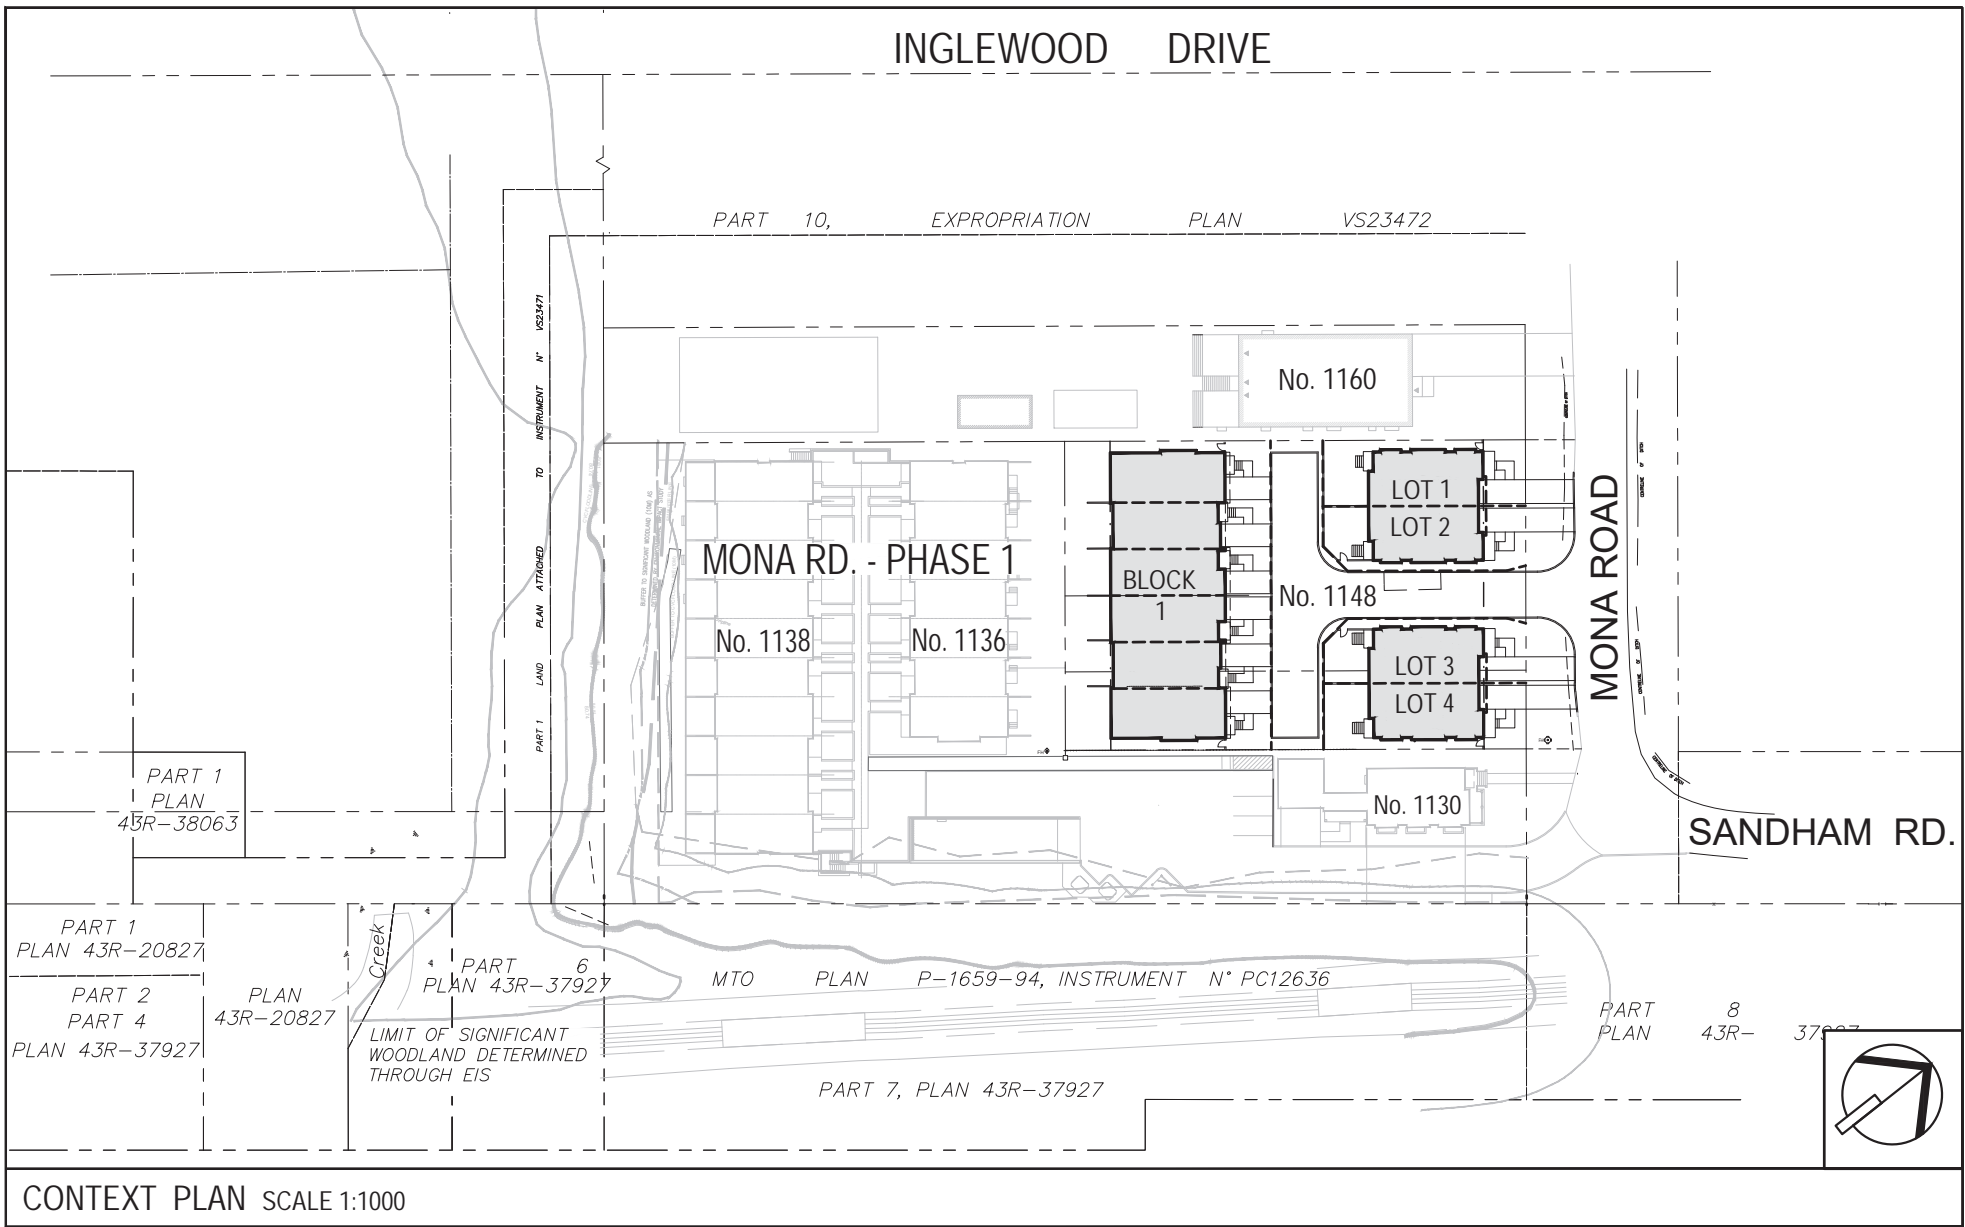 INGLEWOOD DRIVE
PART 10, EXPROPRIATION PLAN VS23472
PART 1 LAND PLAN ATTACHED TO INSTRUMENT N° VS23471
No. 1160
MONA RD. - PHASE 1
No. 1138
No. 1136
BLOCK
1
No. 1148
LOT 1
LOT 2
LOT 3
LOT 4
MONA ROAD
No. 1130
SANDHAM RD.
PART 1
PLAN
43R-38063
PART 1
PLAN 43R-20827
PART 2
PART 4
PLAN 43R-37927
PLAN
43R-20827
Creek
PART 6
PLAN 43R-37927
LIMIT OF SIGNIFICANT
WOODLAND DETERMINED
THROUGH EIS
MTO PLAN P-1659-94, INSTRUMENT N° PC12636
PART 7, PLAN 43R-37927
PART 8
PLAN 43R-
CONTEXT PLAN SCALE 1:1000